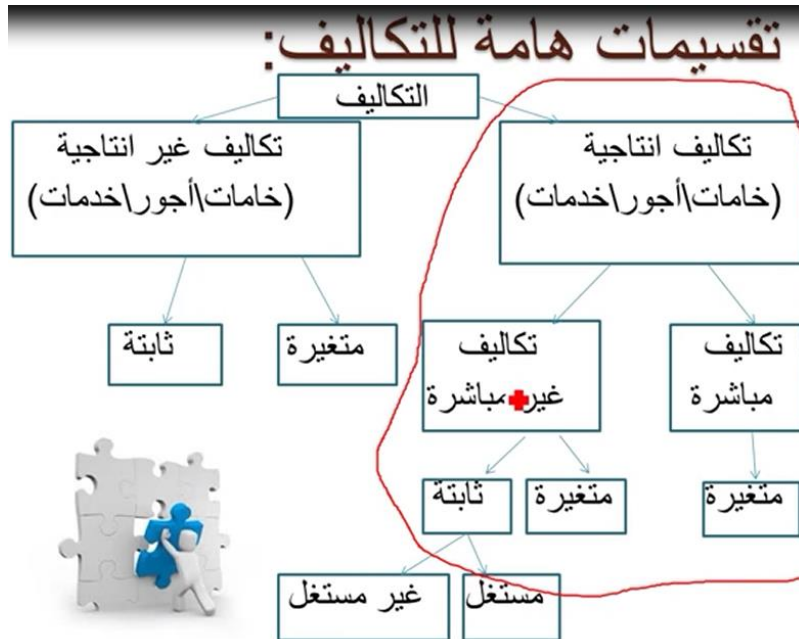 تقسيمات هامة للتكاليف:
التكاليف
تكاليف انتاجية
(خامات\أجور\خدمات)
تكاليف غير انتاجية
(خامات\أجور\خدمات)
تكاليف
مباشرة
تكاليف
غير مباشرة
متغيرة
ثابتة
متغيرة
متغيرة
ثابتة
مستغل
غير مستغل